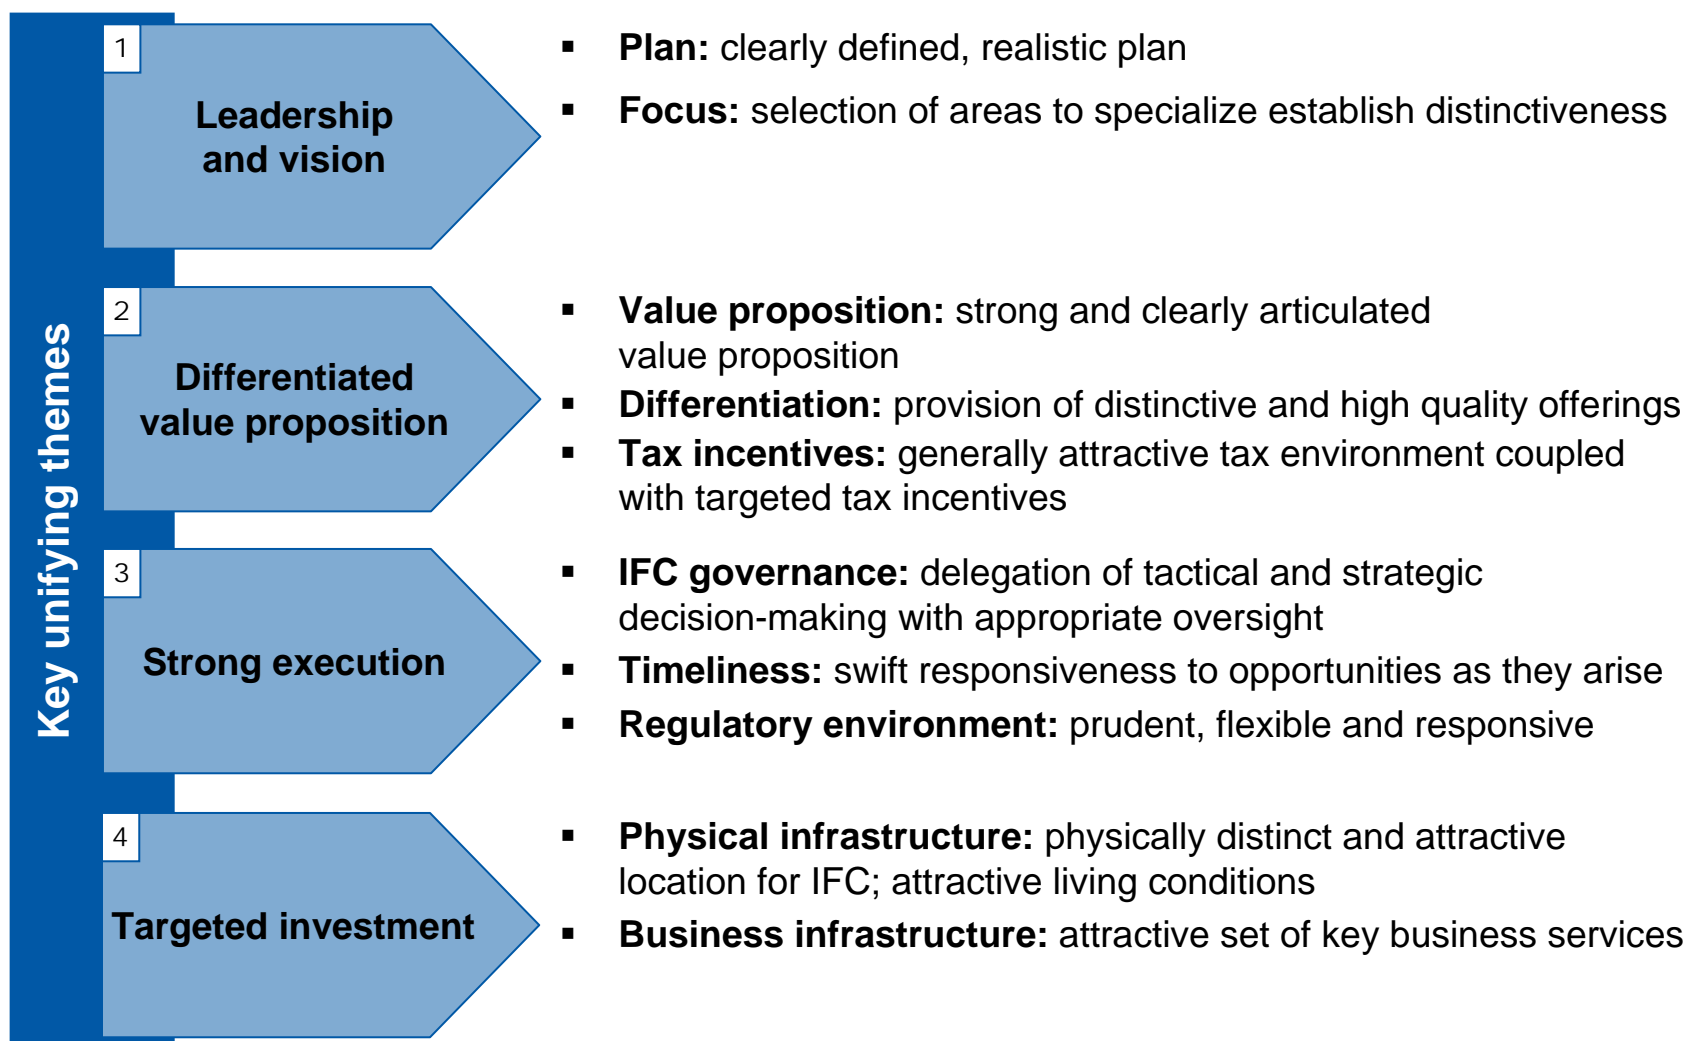 Key unifying themes
1
Leadership
and vision
▪ Plan: clearly defined, realistic plan
▪ Focus: selection of areas to specialize establish distinctiveness
2
Differentiated
value proposition
▪ Value proposition: strong and clearly articulated
value proposition
▪ Differentiation: provision of distinctive and high quality offerings
▪ Tax incentives: generally attractive tax environment coupled
with targeted tax incentives
3
Strong execution
▪ IFC governance: delegation of tactical and strategic
decision-making with appropriate oversight
▪ Timeliness: swift responsiveness to opportunities as they arise
▪ Regulatory environment: prudent, flexible and responsive
4
Targeted investment
▪ Physical infrastructure: physically distinct and attractive
location for IFC; attractive living conditions
▪ Business infrastructure: attractive set of key business services